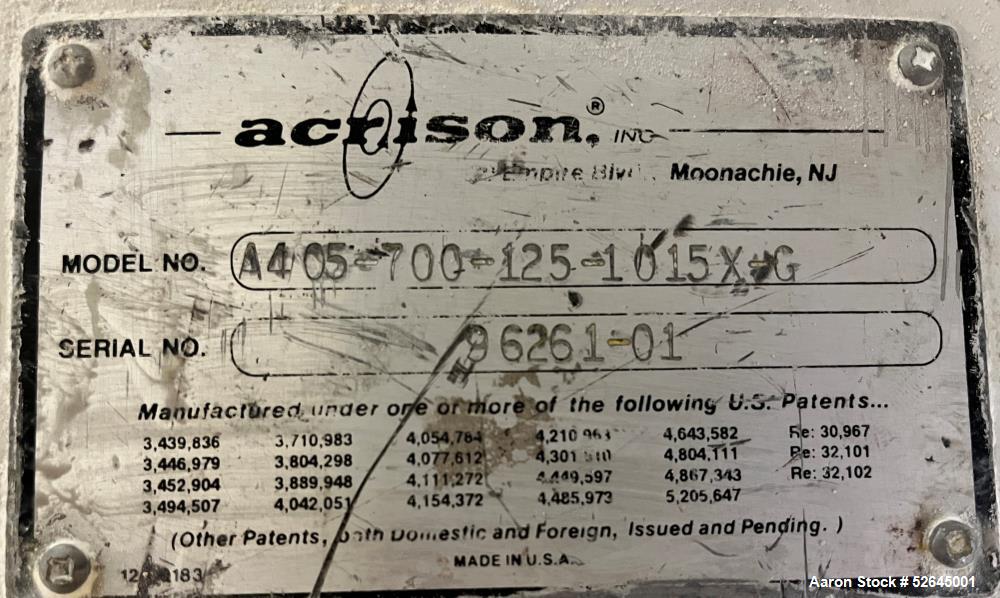 acrison.® INC
Empire Blvd. Moonachie, NJ
MODEL NO. A405-700-125-1015X-G
SERIAL NO. 96261-01
Manufactured under one or more of the following U.S. Patents...
3,439,836 3,710,983 4,054,784 4,643,582 Re: 30,967
3,446,979 3,804,298 4,077,612 4,301 4,804,111 Re: 32,101
3,452,904 3,889,948 4,111,272 4,449,597 4,867,343 Re: 32,102
3,494,507 4,042,051 4,154,372 4,485,973 5,205,647
(Other Patents, both Domestic and Foreign, Issued and Pending. )
MADE IN U.S.A.
Aaron Stock # 52645001